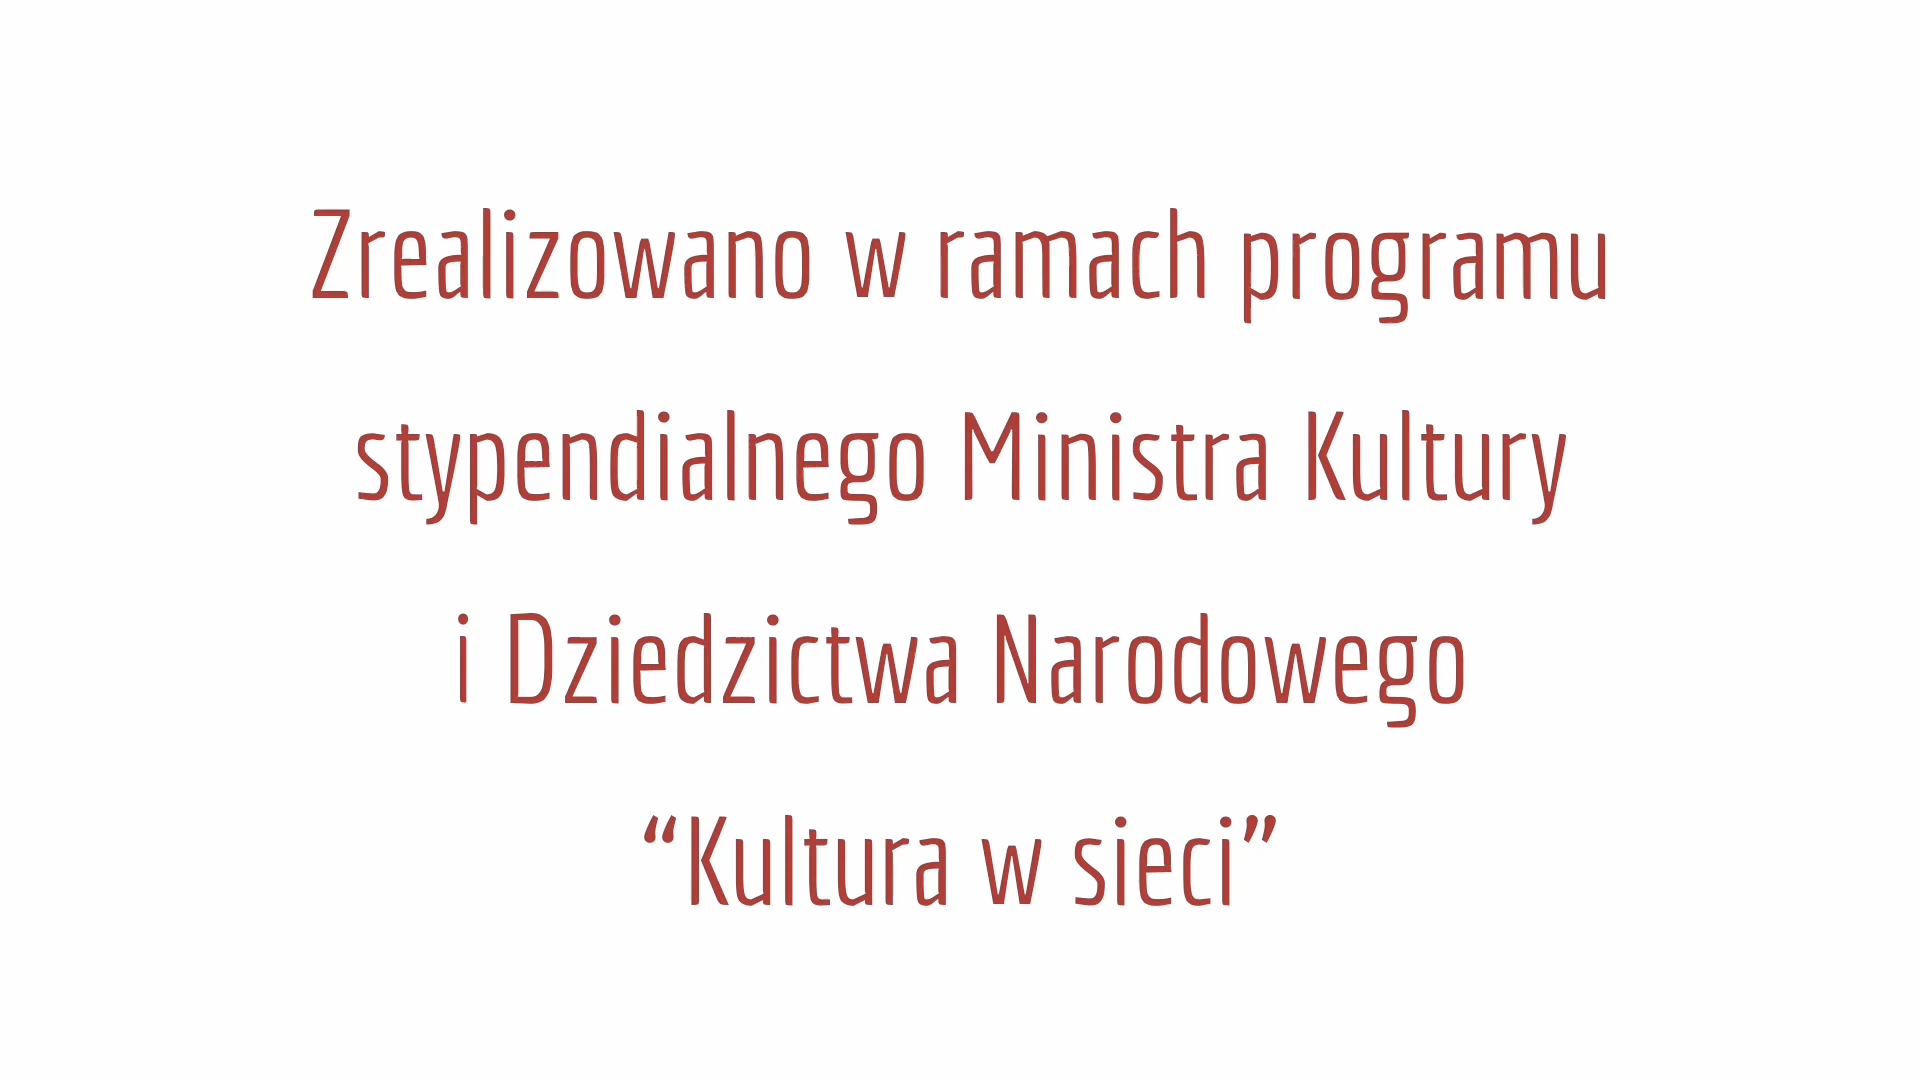 Zrealizowano w ramach programu
stypendialnego Ministra Kultury
i Dziedzictwa Narodowego
“Kultura w sieci”